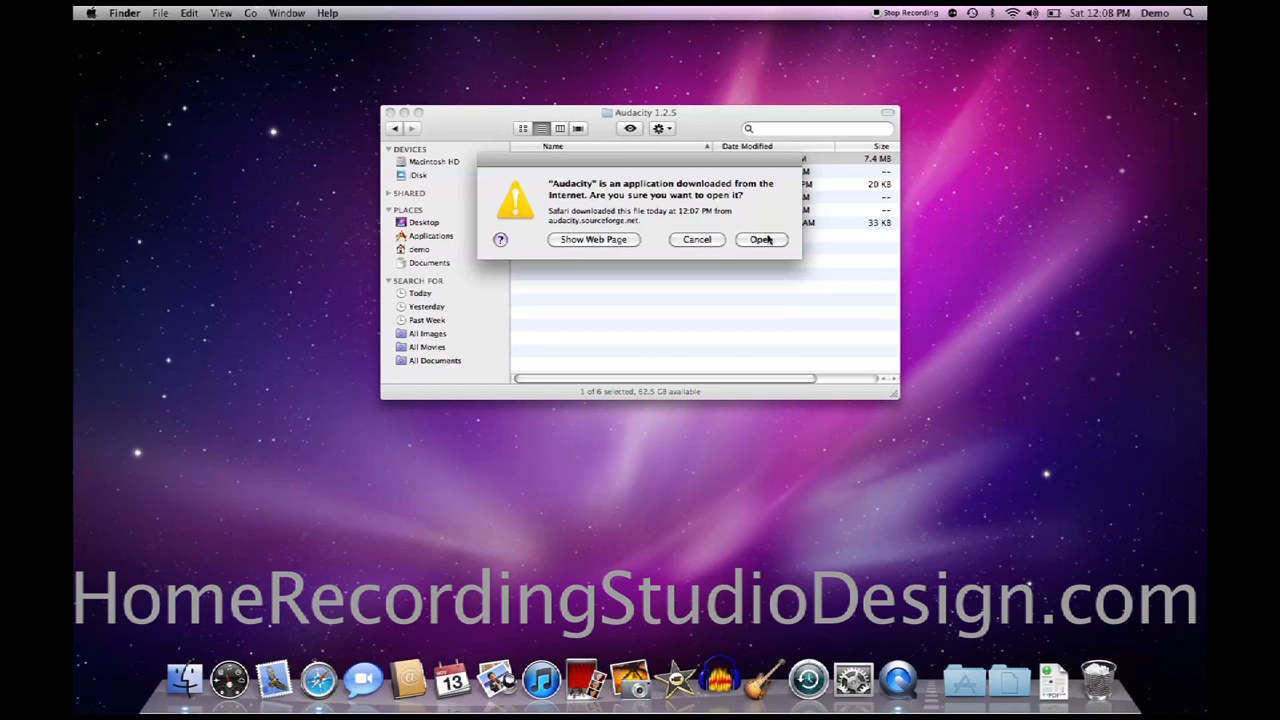 Finder File Edit View Go Window Help
Stop Recording Sat 12:08 PM Demo
Audacity 1.2.5
Name Date Modified Size
DEVICES
Macintosh HD
iDisk
SHARED
PLACES
Desktop
Applications
demo
Documents
SEARCH FOR
Today
Yesterday
Past Week
All Images
All Movies
All Documents
7.4 MB
--
20 KB
--
--
33 KB
"Audacity" is an application downloaded from the
Internet. Are you sure you want to open it?
Safari downloaded this file today at 12:07 PM from
audacity.sourceforge.net.
? Show Web Page Cancel Open
1 of 6 selected, 62.5 GB available
HomeRecordingStudioDesign.com
NOV
13